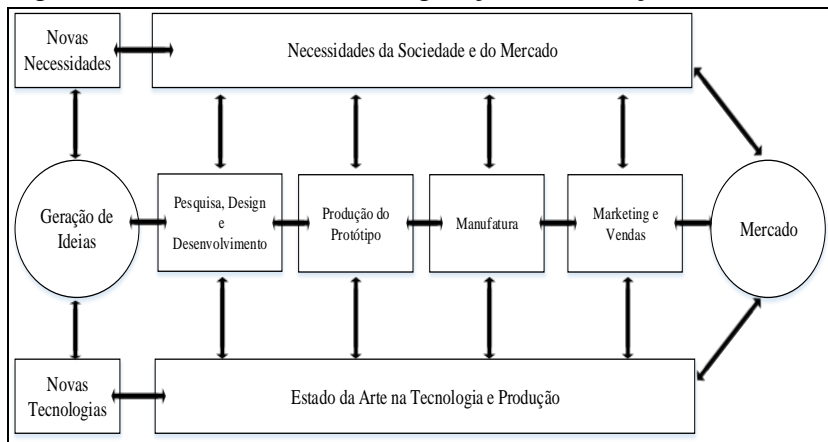 Novas
Necessidades
Necessidades da Sociedade e do Mercado
Geração de
Ideias
Pesquisa, Design
e
Desenvolvimento
Produção do
Protótipo
Manufatura
Marketing e
Vendas
Mercado
Novas
Tecnologias
Estado da Arte na Tecnologia e Produção